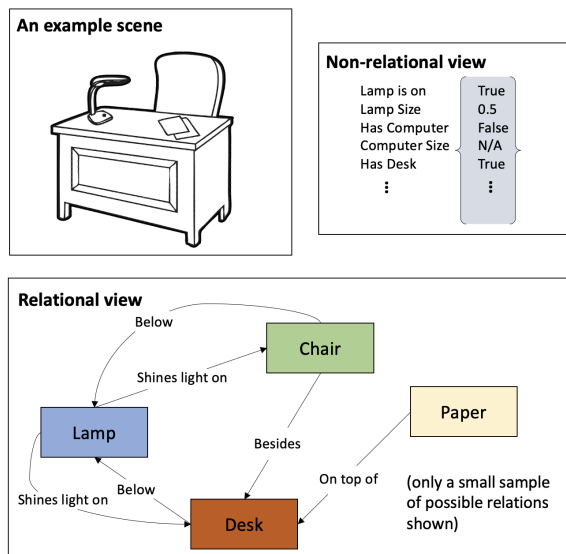 An example scene
Non-relational view
Lamp is on True
Lamp Size 0.5
Has Computer False
Computer Size N/A
Has Desk True
⋮ ⋮
Relational view
Below
Chair
Shines light on
Paper
Lamp
Besides
On top of
(only a small sample
of possible relations
shown)
Below
Shines light on
Desk